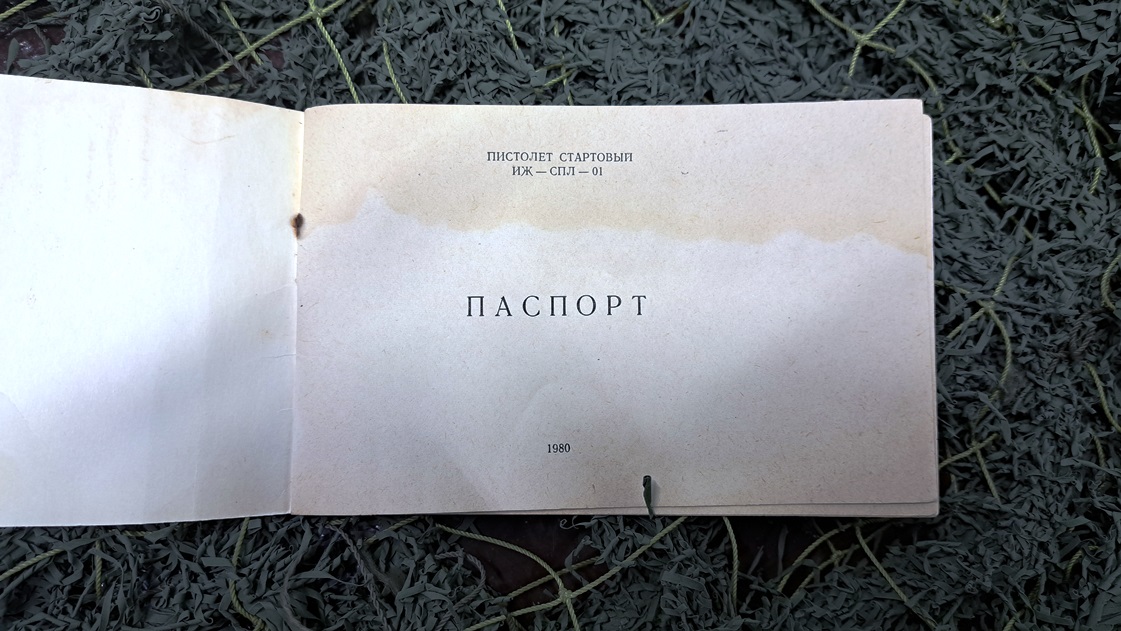 ПИСТОЛЕТ СТАРТОВЫЙ
ИЖ — СПЛ — 01
ПАСПОРТ
1980